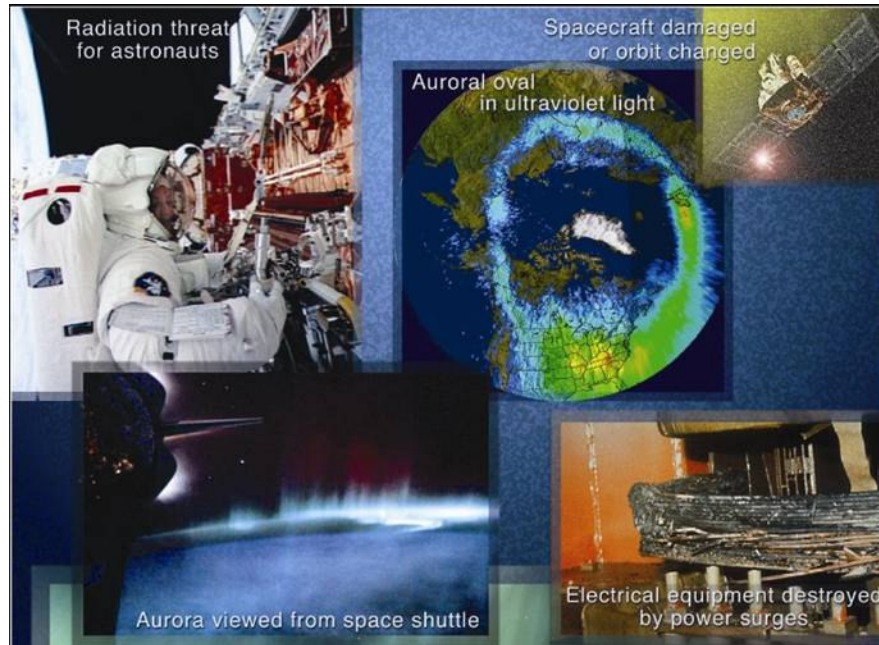 Radiation threat
for astronauts
Spacecraft damaged
or orbit changed
Auroral oval
in ultraviolet light
Aurora viewed from space shuttle
Electrical equipment destroyed
by power surges